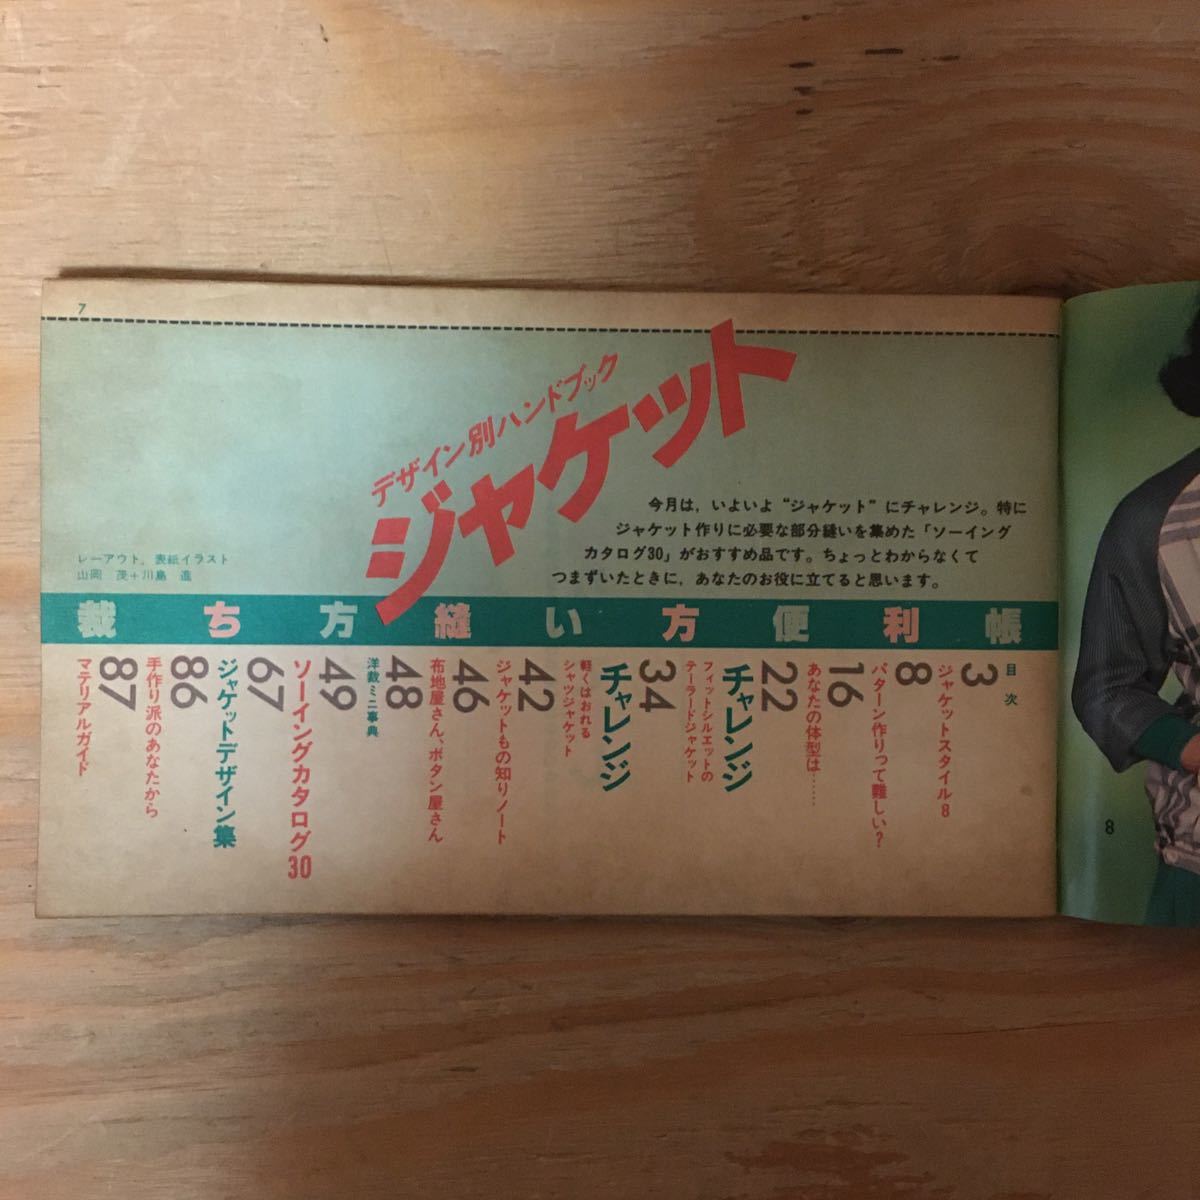 7
デザイン別ハンドブック
ジャケット
今月は，いよいよ“ジャケット”にチャレンジ。特に
ジャケット作りに必要な部分縫いを集めた「ソーイング
カタログ30」がおすすめ品です。ちょっとわからなくて
つまずいたときに，あなたのお役に立てると思います。
レーアウト，表紙イラスト
山岡　茂＋川島　進
裁ち方縫い方便利帳
目次
3
ジャケットスタイル8
8
パターン作りって難しい？
16
あなたの体型は……
22
チャレンジ
フィットシルエットの
テーラードジャケット
34
チャレンジ
軽くはおれる
シャツジャケット
42
ジャケットもの知りノート
46
布地屋さん、ボタン屋さん
48
洋裁ミニ事典
49
ソーイングカタログ30
67
ジャケットデザイン集
86
手作り派のあなたから
87
マテリアルガイド
8